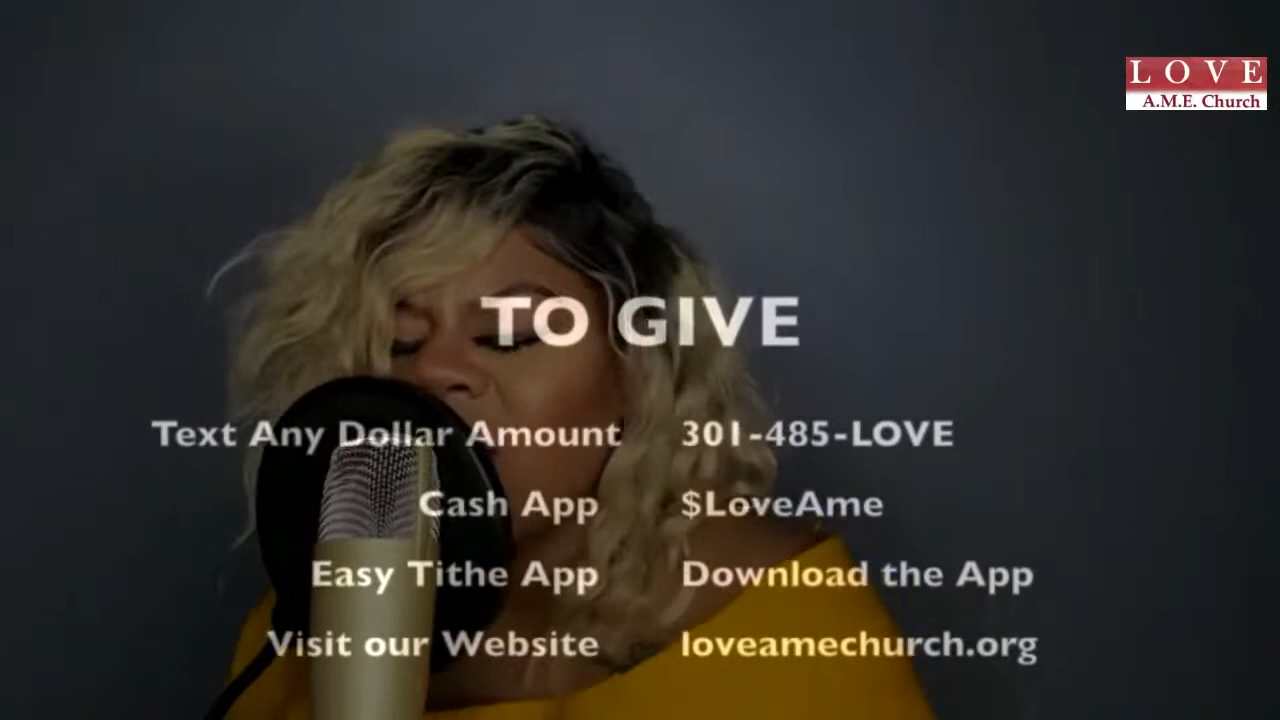 LOVE
A.M.E. Church
TO GIVE
Text Any Dollar Amount 301-485-LOVE
Cash App $LoveAme
Easy Tithe App Download the App
Visit our Website loveamechurch.org